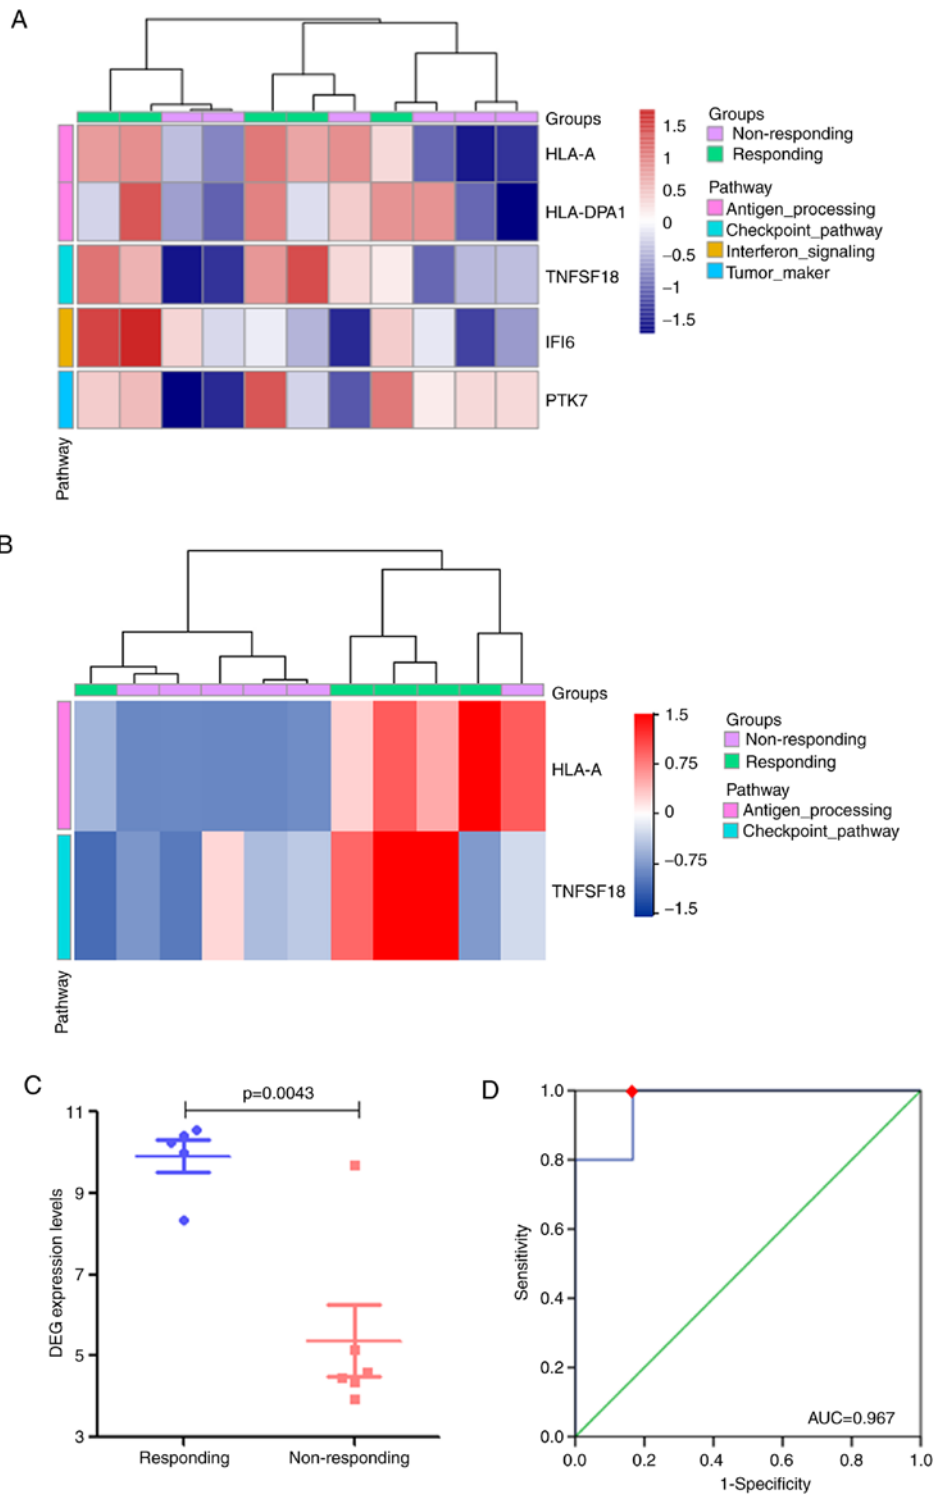 A
Groups
HLA-A
HLA-DPA1
TNFSF18
IFI6
PTK7
Pathway
1.5
1
0.5
0
−0.5
−1
−1.5
Groups
Non-responding
Responding
Pathway
Antigen_processing
Checkpoint_pathway
Interferon_signaling
Tumor_maker
B
Groups
HLA-A
TNFSF18
Pathway
1.5
0.75
0
−0.75
−1.5
Groups
Non-responding
Responding
Pathway
Antigen_processing
Checkpoint_pathway
C
p=0.0043
DEG expression levels
11
9
7
5
3
Responding
Non-responding
D
Sensitivity
1.0
0.8
0.6
0.4
0.2
0.0
AUC=0.967
0.0 0.2 0.4 0.6 0.8 1.0
1-Specificity